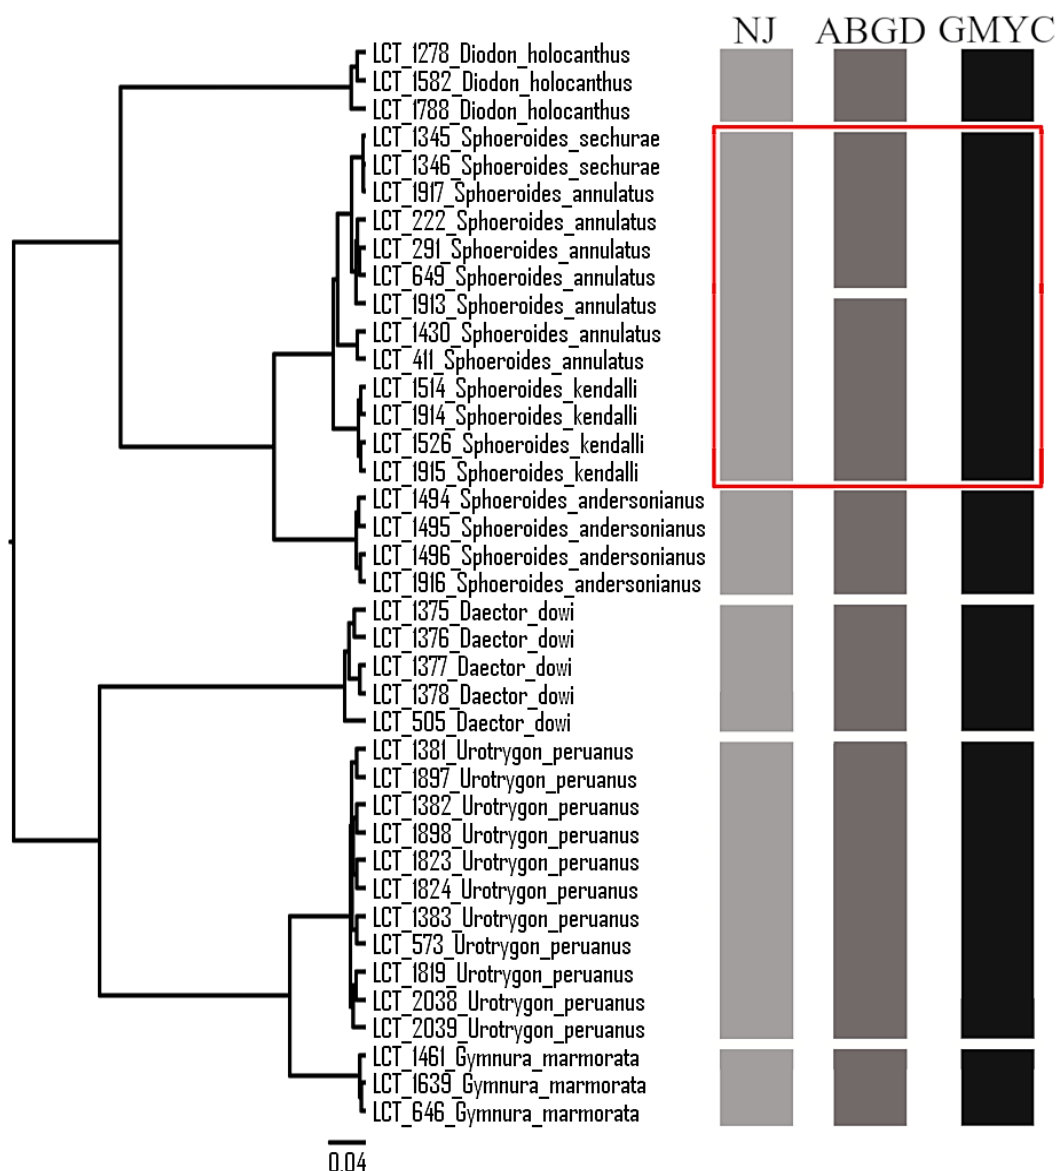 NJ ABGD GMYC
LCT_1278_Diodon_holocanthus
LCT_1582_Diodon_holocanthus
LCT_1788_Diodon_holocanthus
LCT_1345_Sphoeroides_sechurae
LCT_1346_Sphoeroides_sechurae
LCT_1917_Sphoeroides_annulatus
LCT_222_Sphoeroides_annulatus
LCT_291_Sphoeroides_annulatus
LCT_649_Sphoeroides_annulatus
LCT_1913_Sphoeroides_annulatus
LCT_1430_Sphoeroides_annulatus
LCT_411_Sphoeroides_annulatus
LCT_1514_Sphoeroides_kendalli
LCT_1914_Sphoeroides_kendalli
LCT_1526_Sphoeroides_kendalli
LCT_1915_Sphoeroides_kendalli
LCT_1494_Sphoeroides_andersonianus
LCT_1495_Sphoeroides_andersonianus
LCT_1496_Sphoeroides_andersonianus
LCT_1916_Sphoeroides_andersonianus
LCT_1375_Daector_dowi
LCT_1376_Daector_dowi
LCT_1377_Daector_dowi
LCT_1378_Daector_dowi
LCT_505_Daector_dowi
LCT_1381_Urotrygon_peruanus
LCT_1897_Urotrygon_peruanus
LCT_1382_Urotrygon_peruanus
LCT_1898_Urotrygon_peruanus
LCT_1823_Urotrygon_peruanus
LCT_1824_Urotrygon_peruanus
LCT_1383_Urotrygon_peruanus
LCT_573_Urotrygon_peruanus
LCT_1819_Urotrygon_peruanus
LCT_2038_Urotrygon_peruanus
LCT_2039_Urotrygon_peruanus
LCT_1461_Gymnura_marmorata
LCT_1639_Gymnura_marmorata
LCT_646_Gymnura_marmorata
0.04